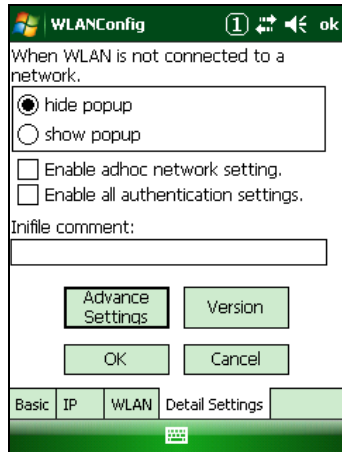 WLANConfig 1 ok
When WLAN is not connected to a
network.
hide popup
show popup
Enable adhoc network setting.
Enable all authentication settings.
Inifile comment:
Advance
Settings
Version
OK
Cancel
Basic IP WLAN Detail Settings